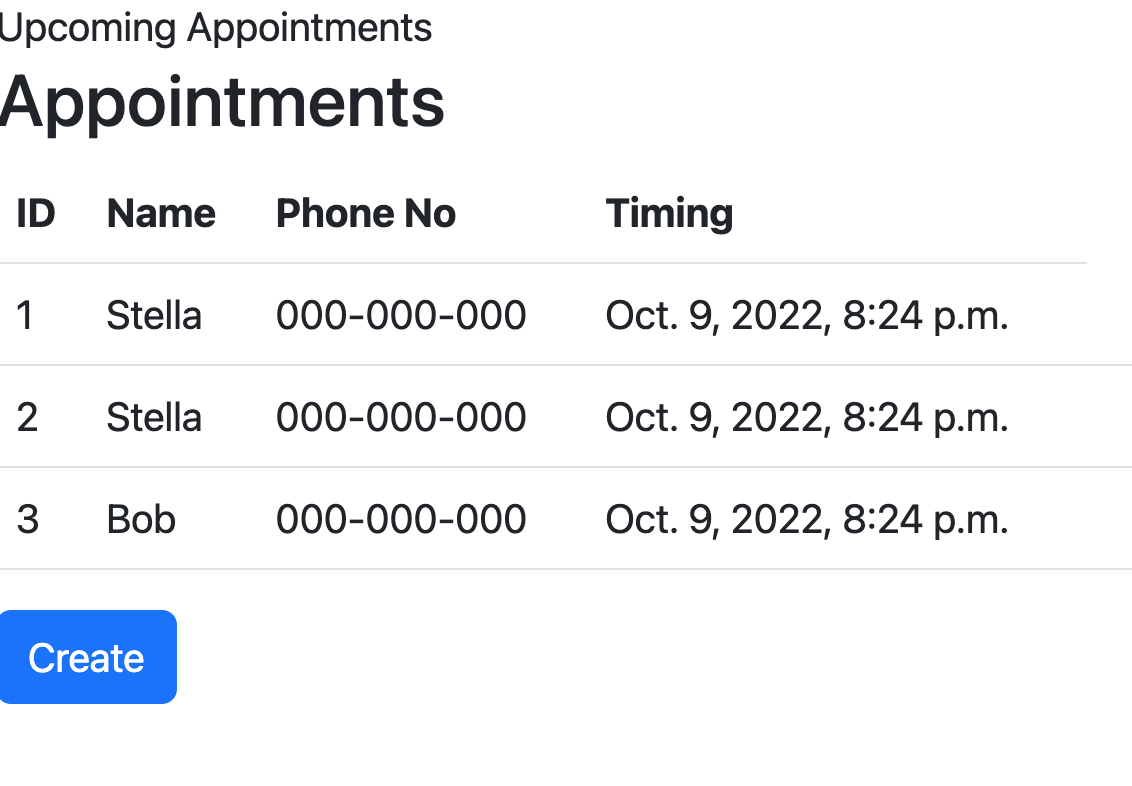 Upcoming Appointments
Appointments
ID Name Phone No Timing
1 Stella 000-000-000 Oct. 9, 2022, 8:24 p.m.
2 Stella 000-000-000 Oct. 9, 2022, 8:24 p.m.
3 Bob 000-000-000 Oct. 9, 2022, 8:24 p.m.
Create